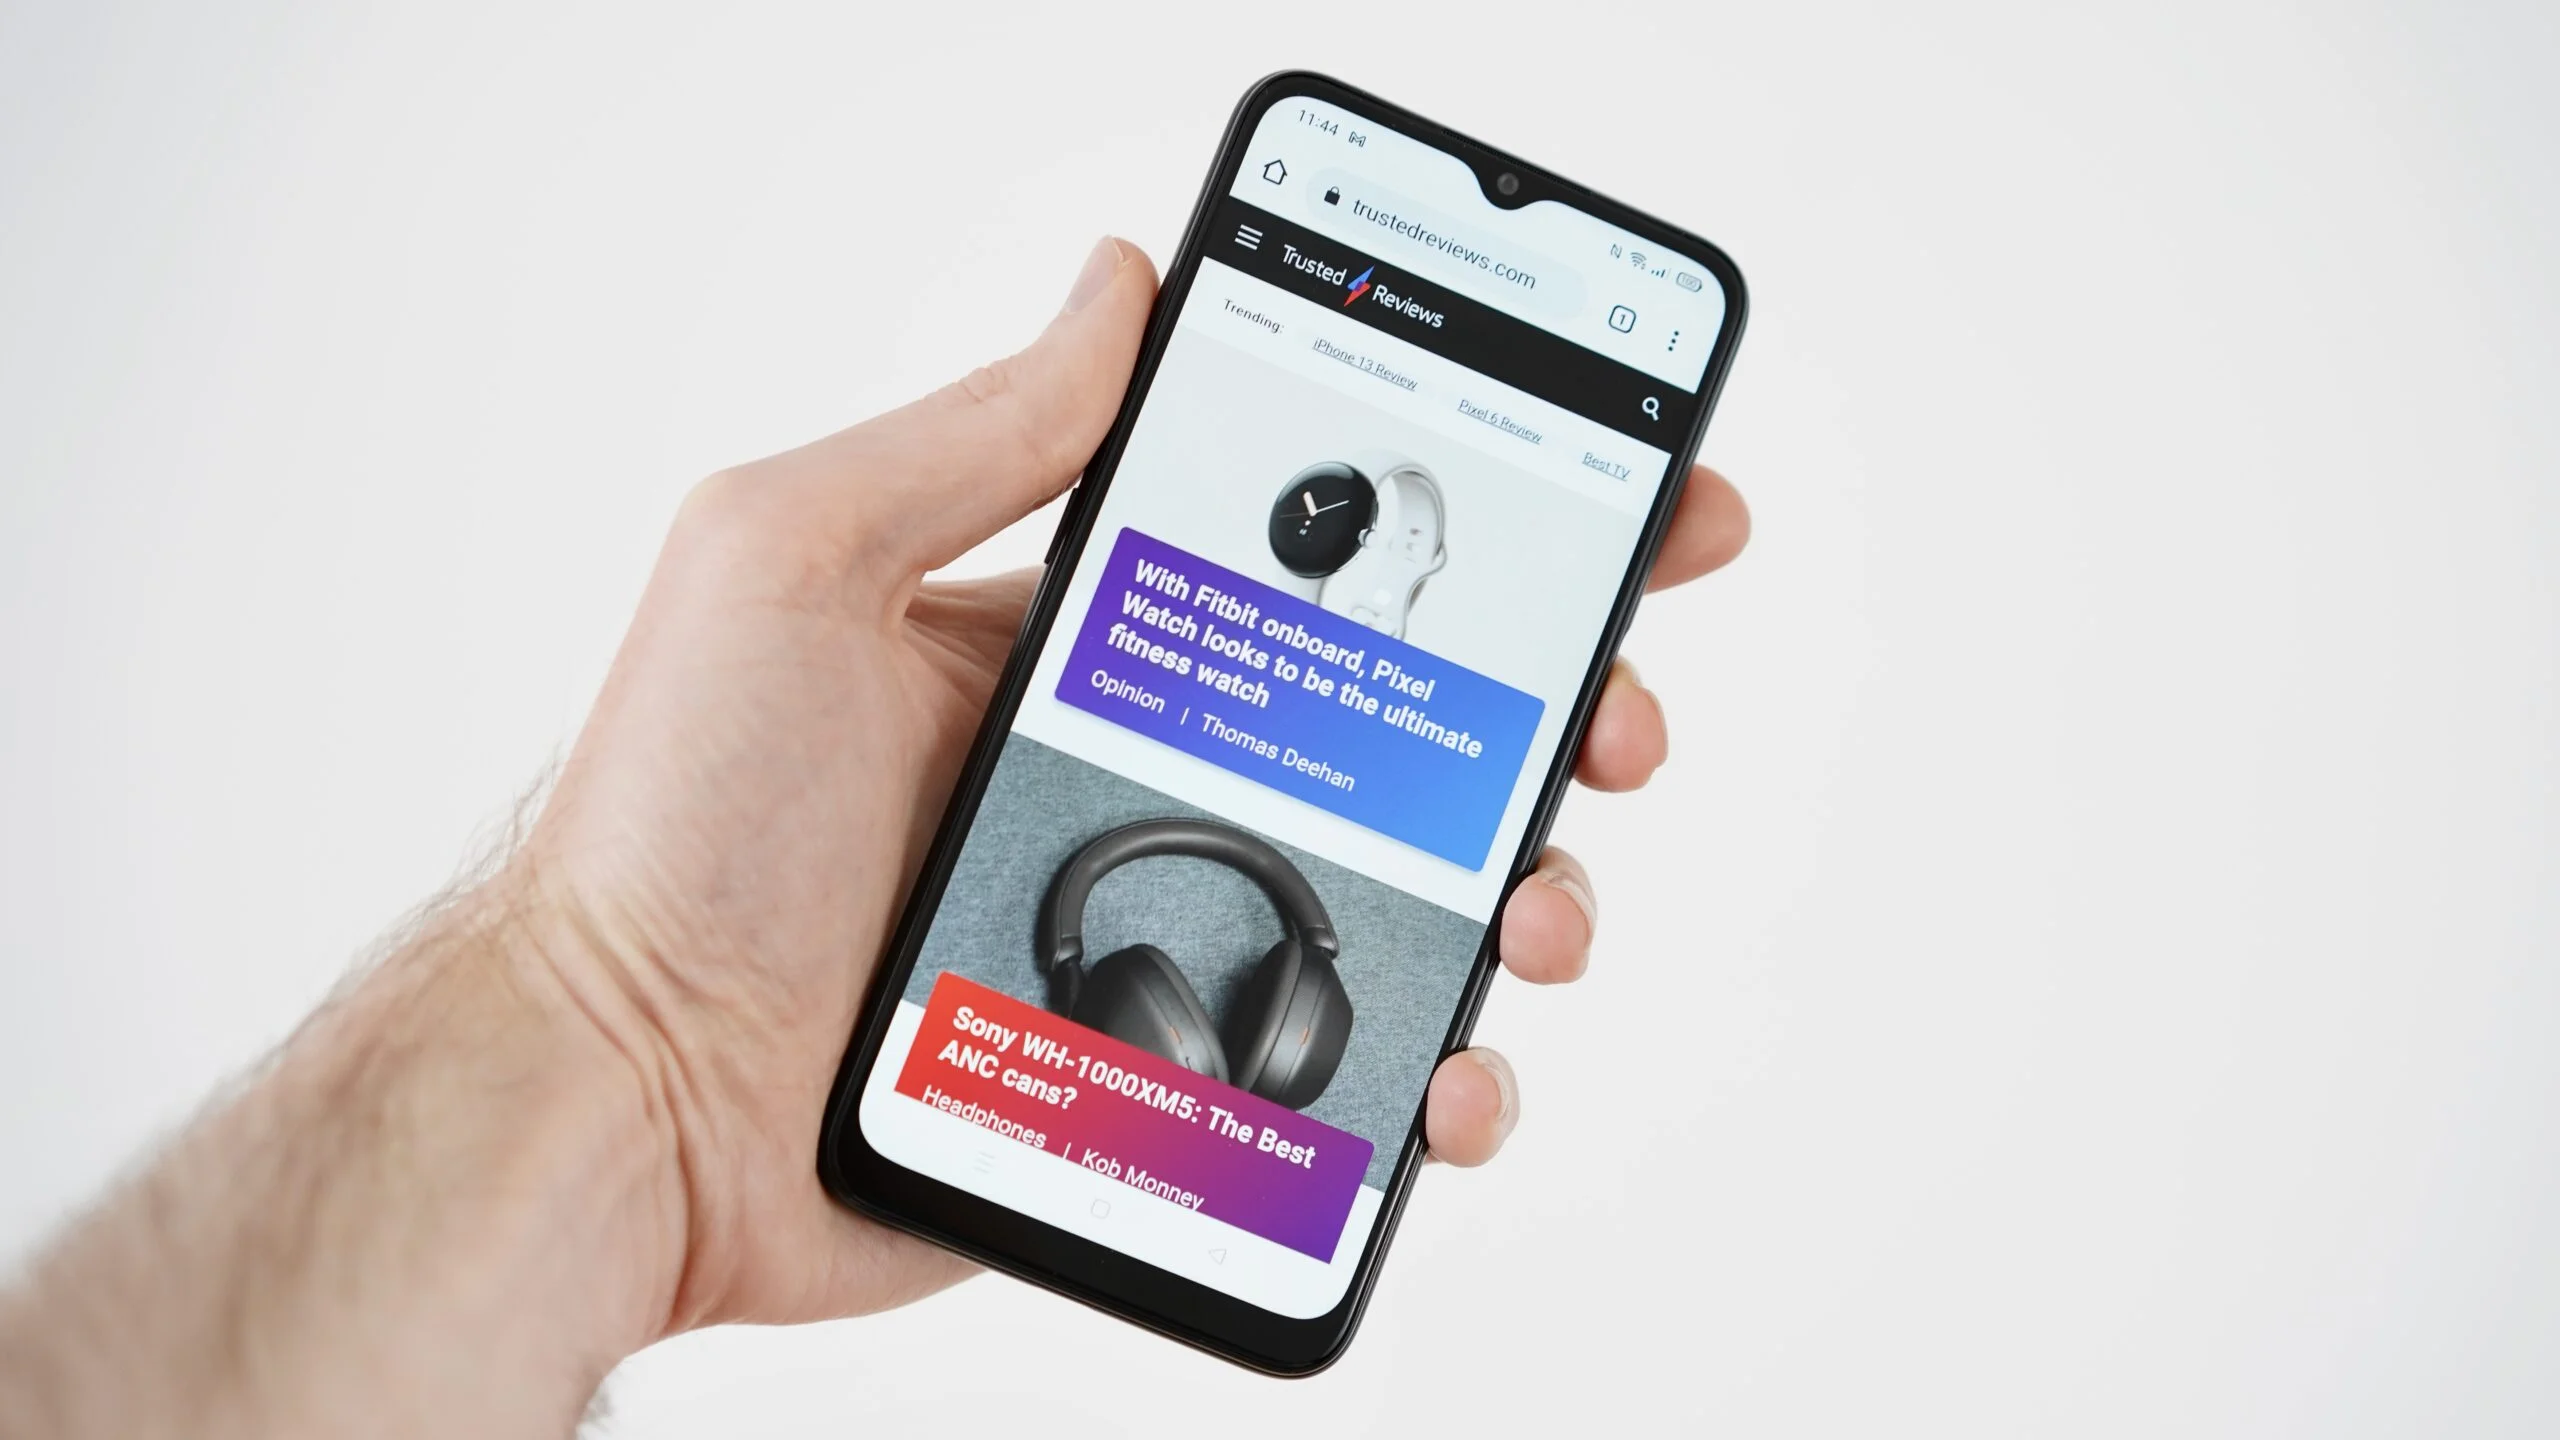 11:44
100
trustedreviews.com
1
Trusted Reviews
Trending: iPhone 13 Review Pixel 6 Review Best TV
With Fitbit onboard, Pixel
Watch looks to be the ultimate
fitness watch
Opinion | Thomas Deehan
Sony WH-1000XM5: The Best
ANC cans?
Headphones | Kob Monney